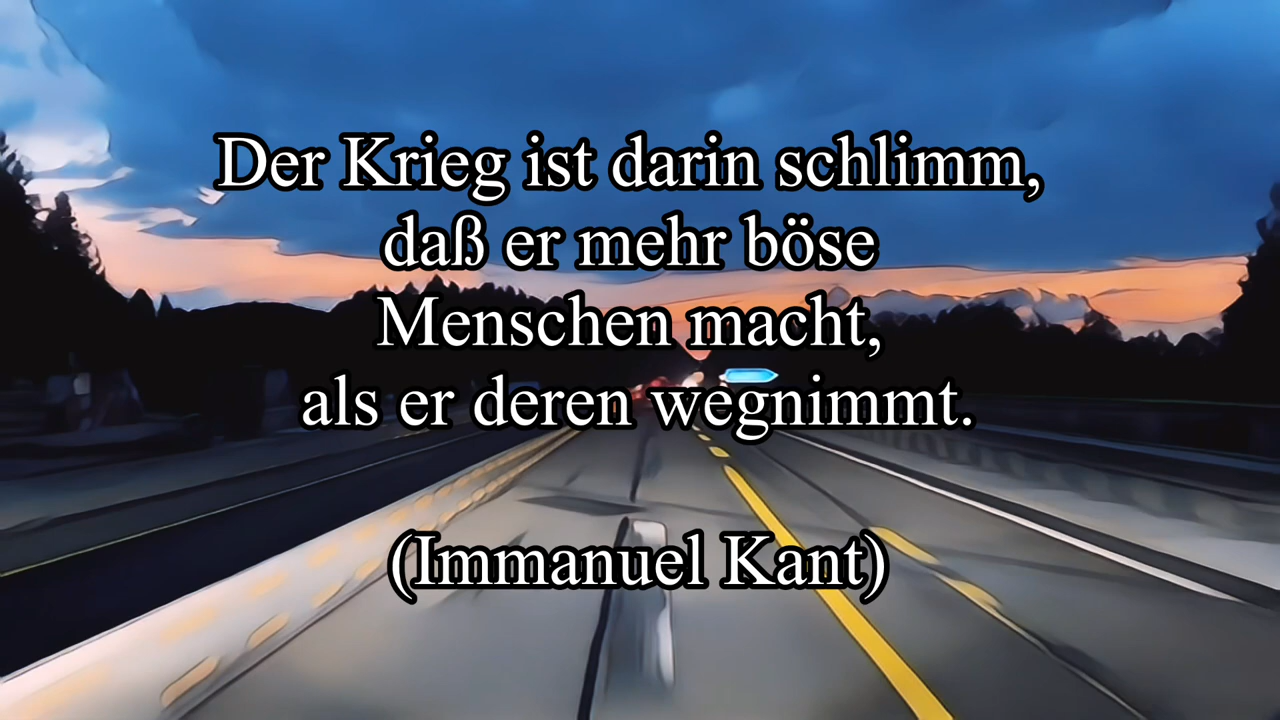 Der Krieg ist darin schlimm,
daß er mehr böse
Menschen macht,
als er deren wegnimmt.
(Immanuel Kant)